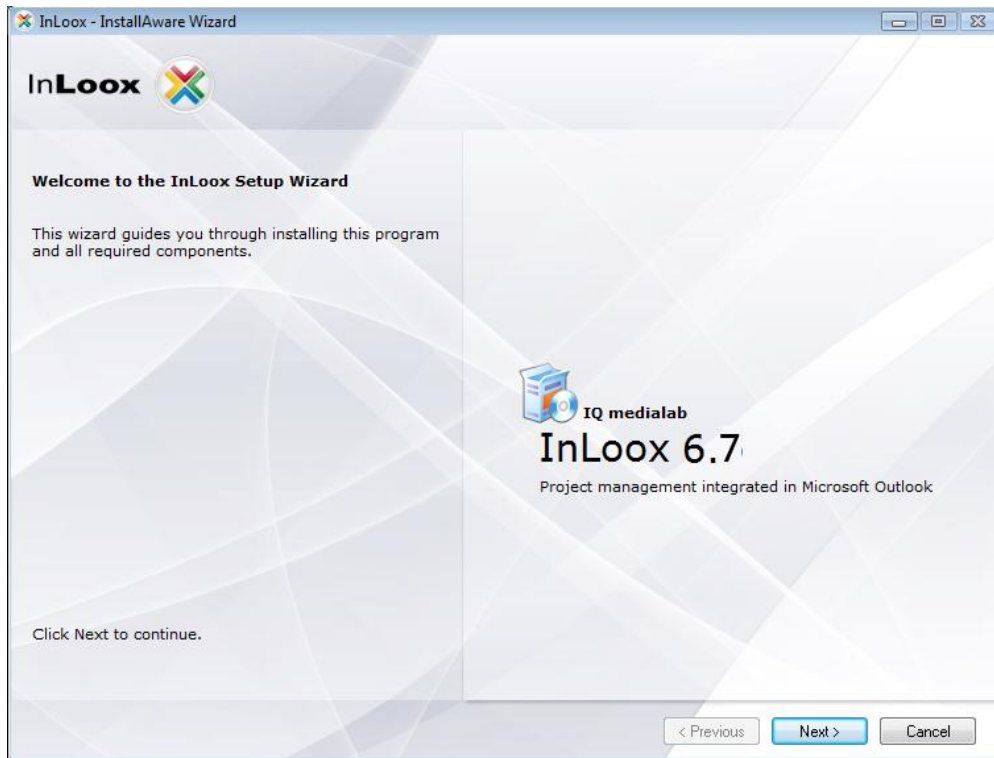 InLoox - InstallAware Wizard
InLoox
Welcome to the InLoox Setup Wizard
This wizard guides you through installing this program
and all required components.
IQ medialab
InLoox 6.7
Project management integrated in Microsoft Outlook
Click Next to continue.
< Previous
Next >
Cancel